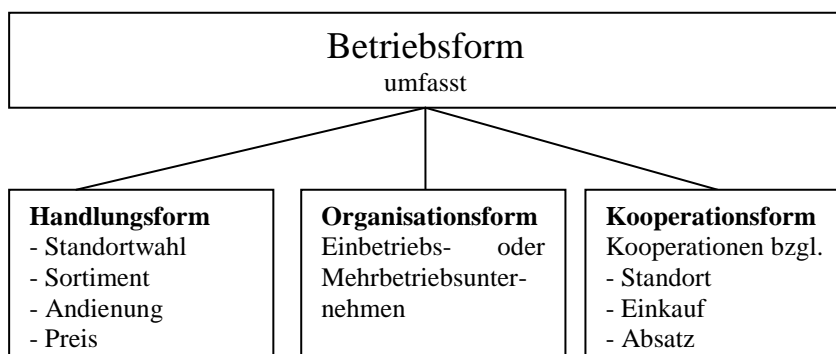 Betriebsform
umfasst
Handlungsform
- Standortwahl
- Sortiment
- Andienung
- Preis
Organisationsform
Einbetriebs- oder
Mehrbetriebsunter-
nehmen
Kooperationsform
Kooperationen bzgl.
- Standort
- Einkauf
- Absatz